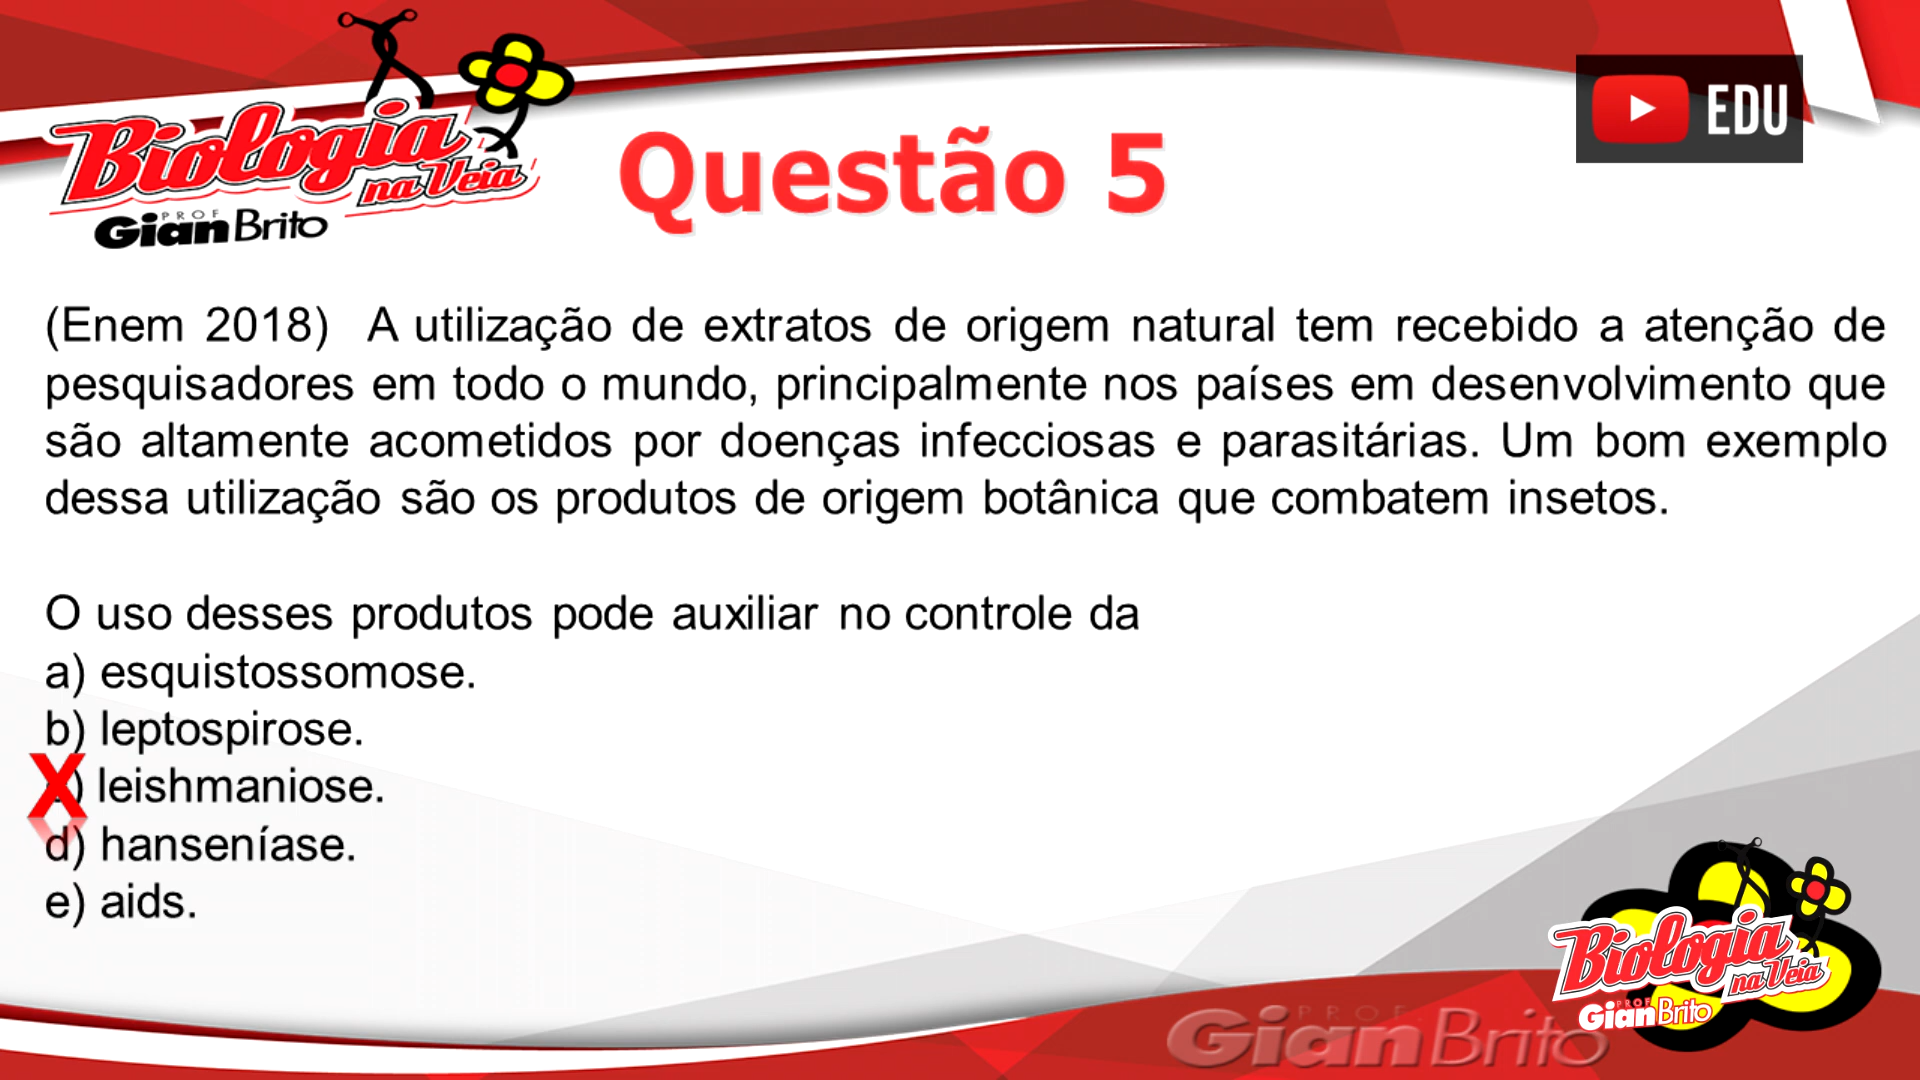 Biologia
na Veia
PROF
Gian Brito
EDU
Questão 5
(Enem 2018) A utilização de extratos de origem natural tem recebido a atenção de
pesquisadores em todo o mundo, principalmente nos países em desenvolvimento que
são altamente acometidos por doenças infecciosas e parasitárias. Um bom exemplo
dessa utilização são os produtos de origem botânica que combatem insetos.
O uso desses produtos pode auxiliar no controle da
a) esquistossomose.
b) leptospirose.
X) leishmaniose.
d) hanseníase.
e) aids.
Biologia
na Veia
PROF
Gian Brito
PROF.
Gian Brito